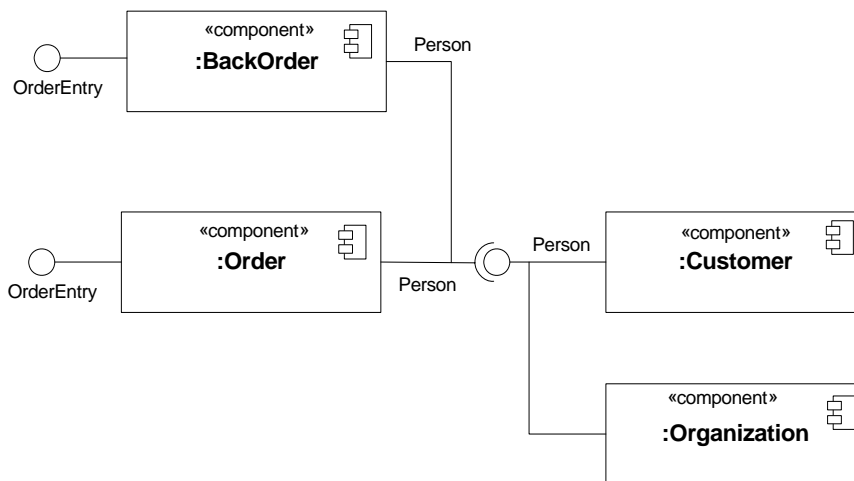 «component»
:BackOrder
Person
OrderEntry
«component»
:Order
Person
OrderEntry
Person
«component»
:Customer
«component»
:Organization